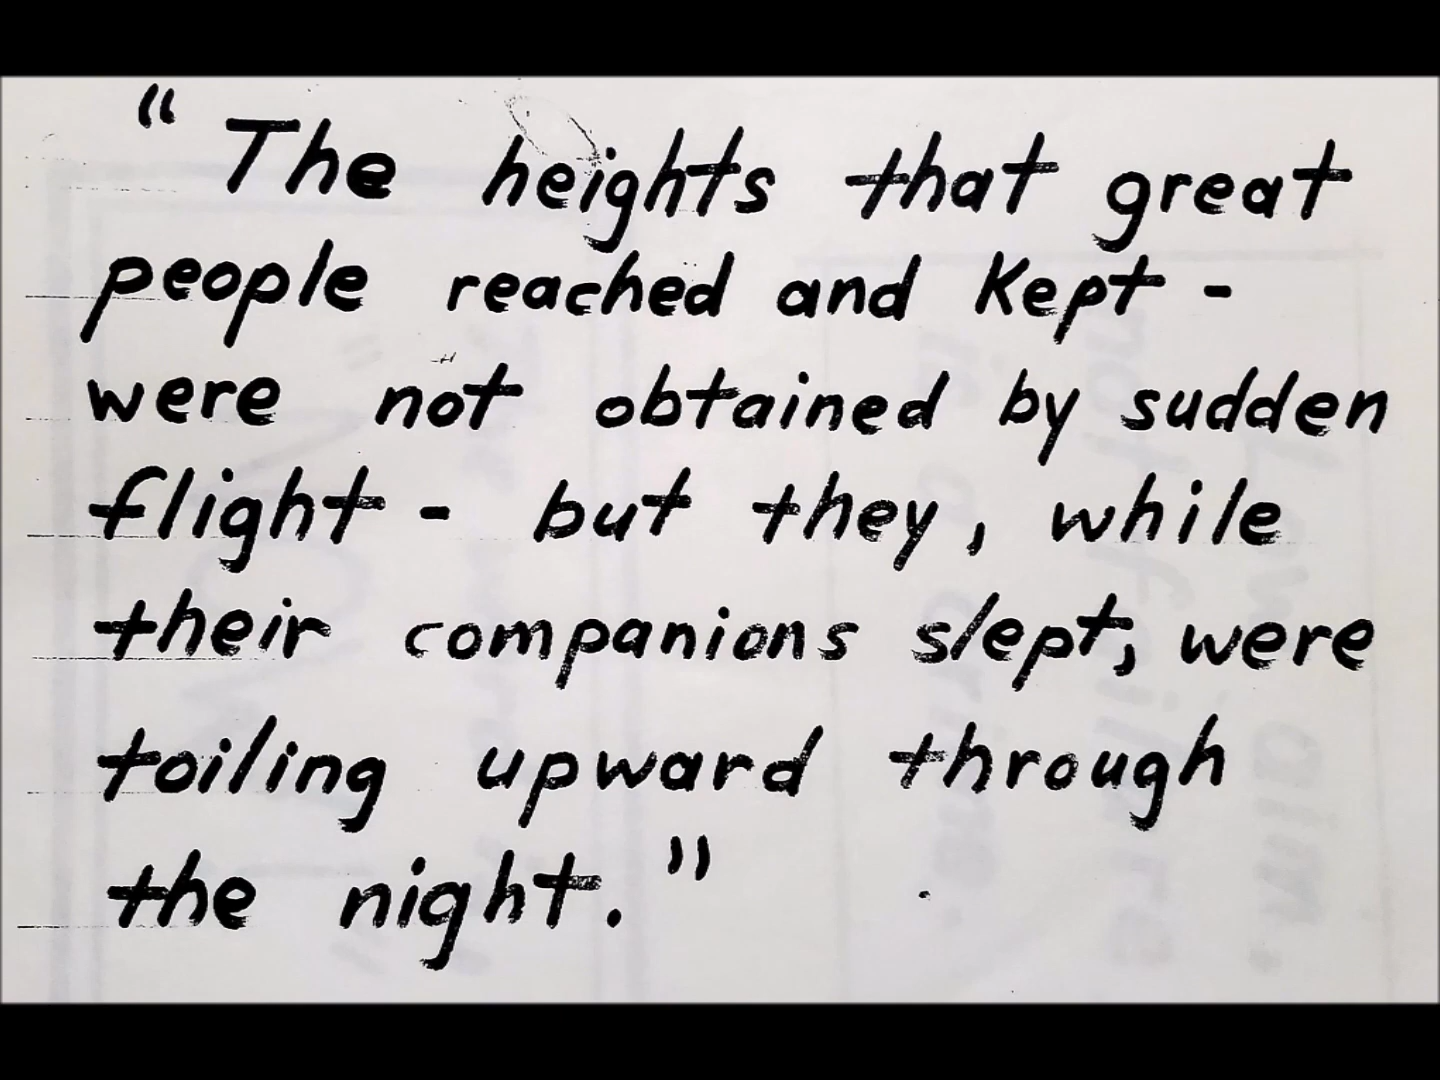 “ The heights that great
people reached and Kept -
were not obtained by sudden
flight - but they, while
their companions slept, were
toiling upward through
the night.”